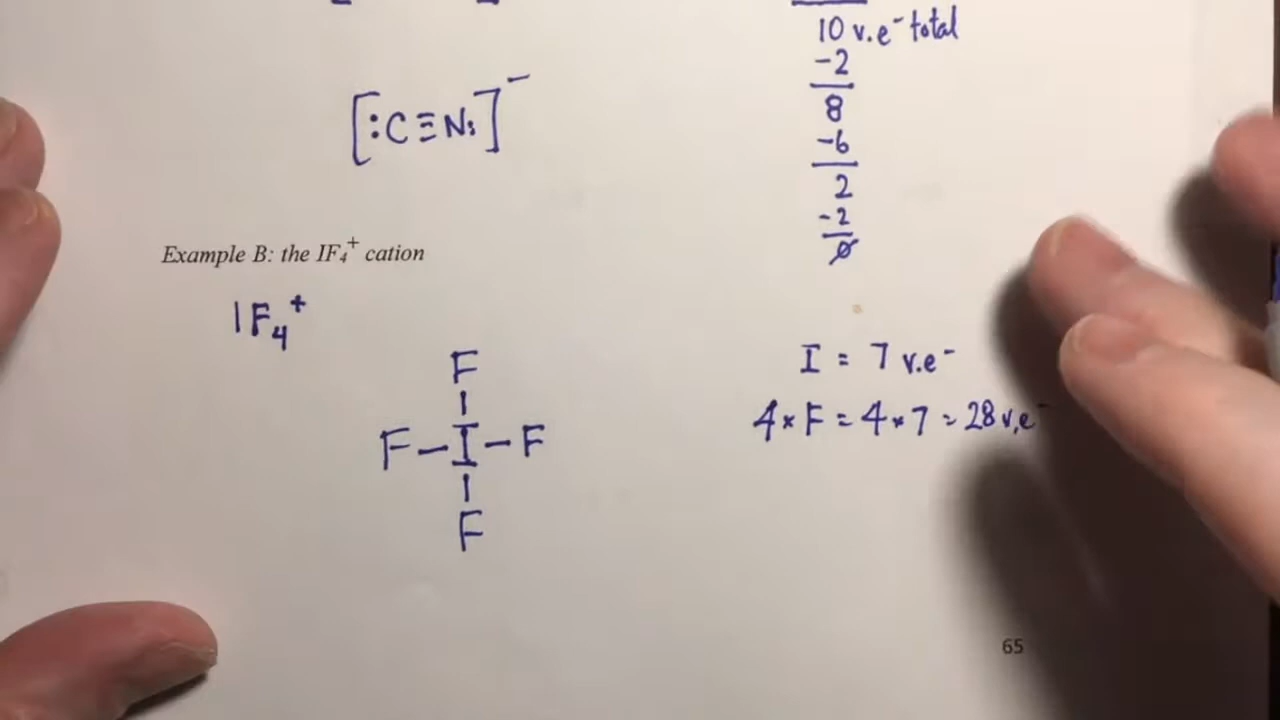 10 v.e⁻ total
-2
8
-6
2
-2
0
[:C≡N:]⁻
Example B: the IF₄⁺ cation
IF₄⁺
F
F-I-F
F
I = 7 v.e⁻
4×F = 4×7 = 28 v.e⁻
65